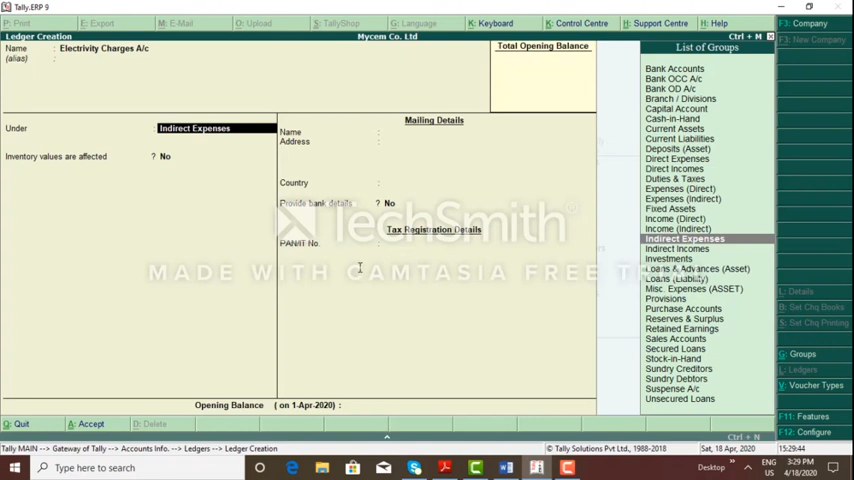 Tally.ERP 9
P: Print
E: Export
M: E-Mail
O: Upload
S: TallyShop
G: Language
K: Keyboard
K: Control Centre
H: Support Centre
H: Help
F3: Company
F3: New Company
Ledger Creation
Mycem Co. Ltd
Ctrl + M
Name : Electricity Charges A/c
(alias) :
Total Opening Balance
Under : Indirect Expenses
Inventory values are affected ? No
Mailing Details
Name :
Address :
Country :
Provide bank details ? No
Tax Registration Details
PAN/IT No. :
Opening Balance ( on 1-Apr-2020) :
List of Groups
Bank Accounts
Bank OCC A/c
Bank OD A/c
Branch / Divisions
Capital Account
Cash-in-Hand
Current Assets
Current Liabilities
Deposits (Asset)
Direct Expenses
Direct Incomes
Duties & Taxes
Expenses (Direct)
Expenses (Indirect)
Fixed Assets
Income (Direct)
Income (Indirect)
Indirect Expenses
Indirect Incomes
Investments
Loans & Advances (Asset)
Loans (Liability)
Misc. Expenses (ASSET)
Provisions
Purchase Accounts
Reserves & Surplus
Retained Earnings
Sales Accounts
Secured Loans
Stock-in-Hand
Sundry Creditors
Sundry Debtors
Suspense A/c
Unsecured Loans
L: Details
B: Set Chq Books
S: Set Chq Printing
G: Groups
L: Ledgers
V: Voucher Types
F11: Features
F12: Configure
TechSmith®
MADE WITH CAMTASIA FREE
Q: Quit
A: Accept
D: Delete
Ctrl + N
Tally MAIN --> Gateway of Tally --> Accounts Info. --> Ledgers --> Ledger Creation
© Tally Solutions Pvt Ltd., 1988-2018
Sat, 18 Apr, 2020
15:29:44
Type here to search
Desktop
ENG
US
3:29 PM
4/18/2020